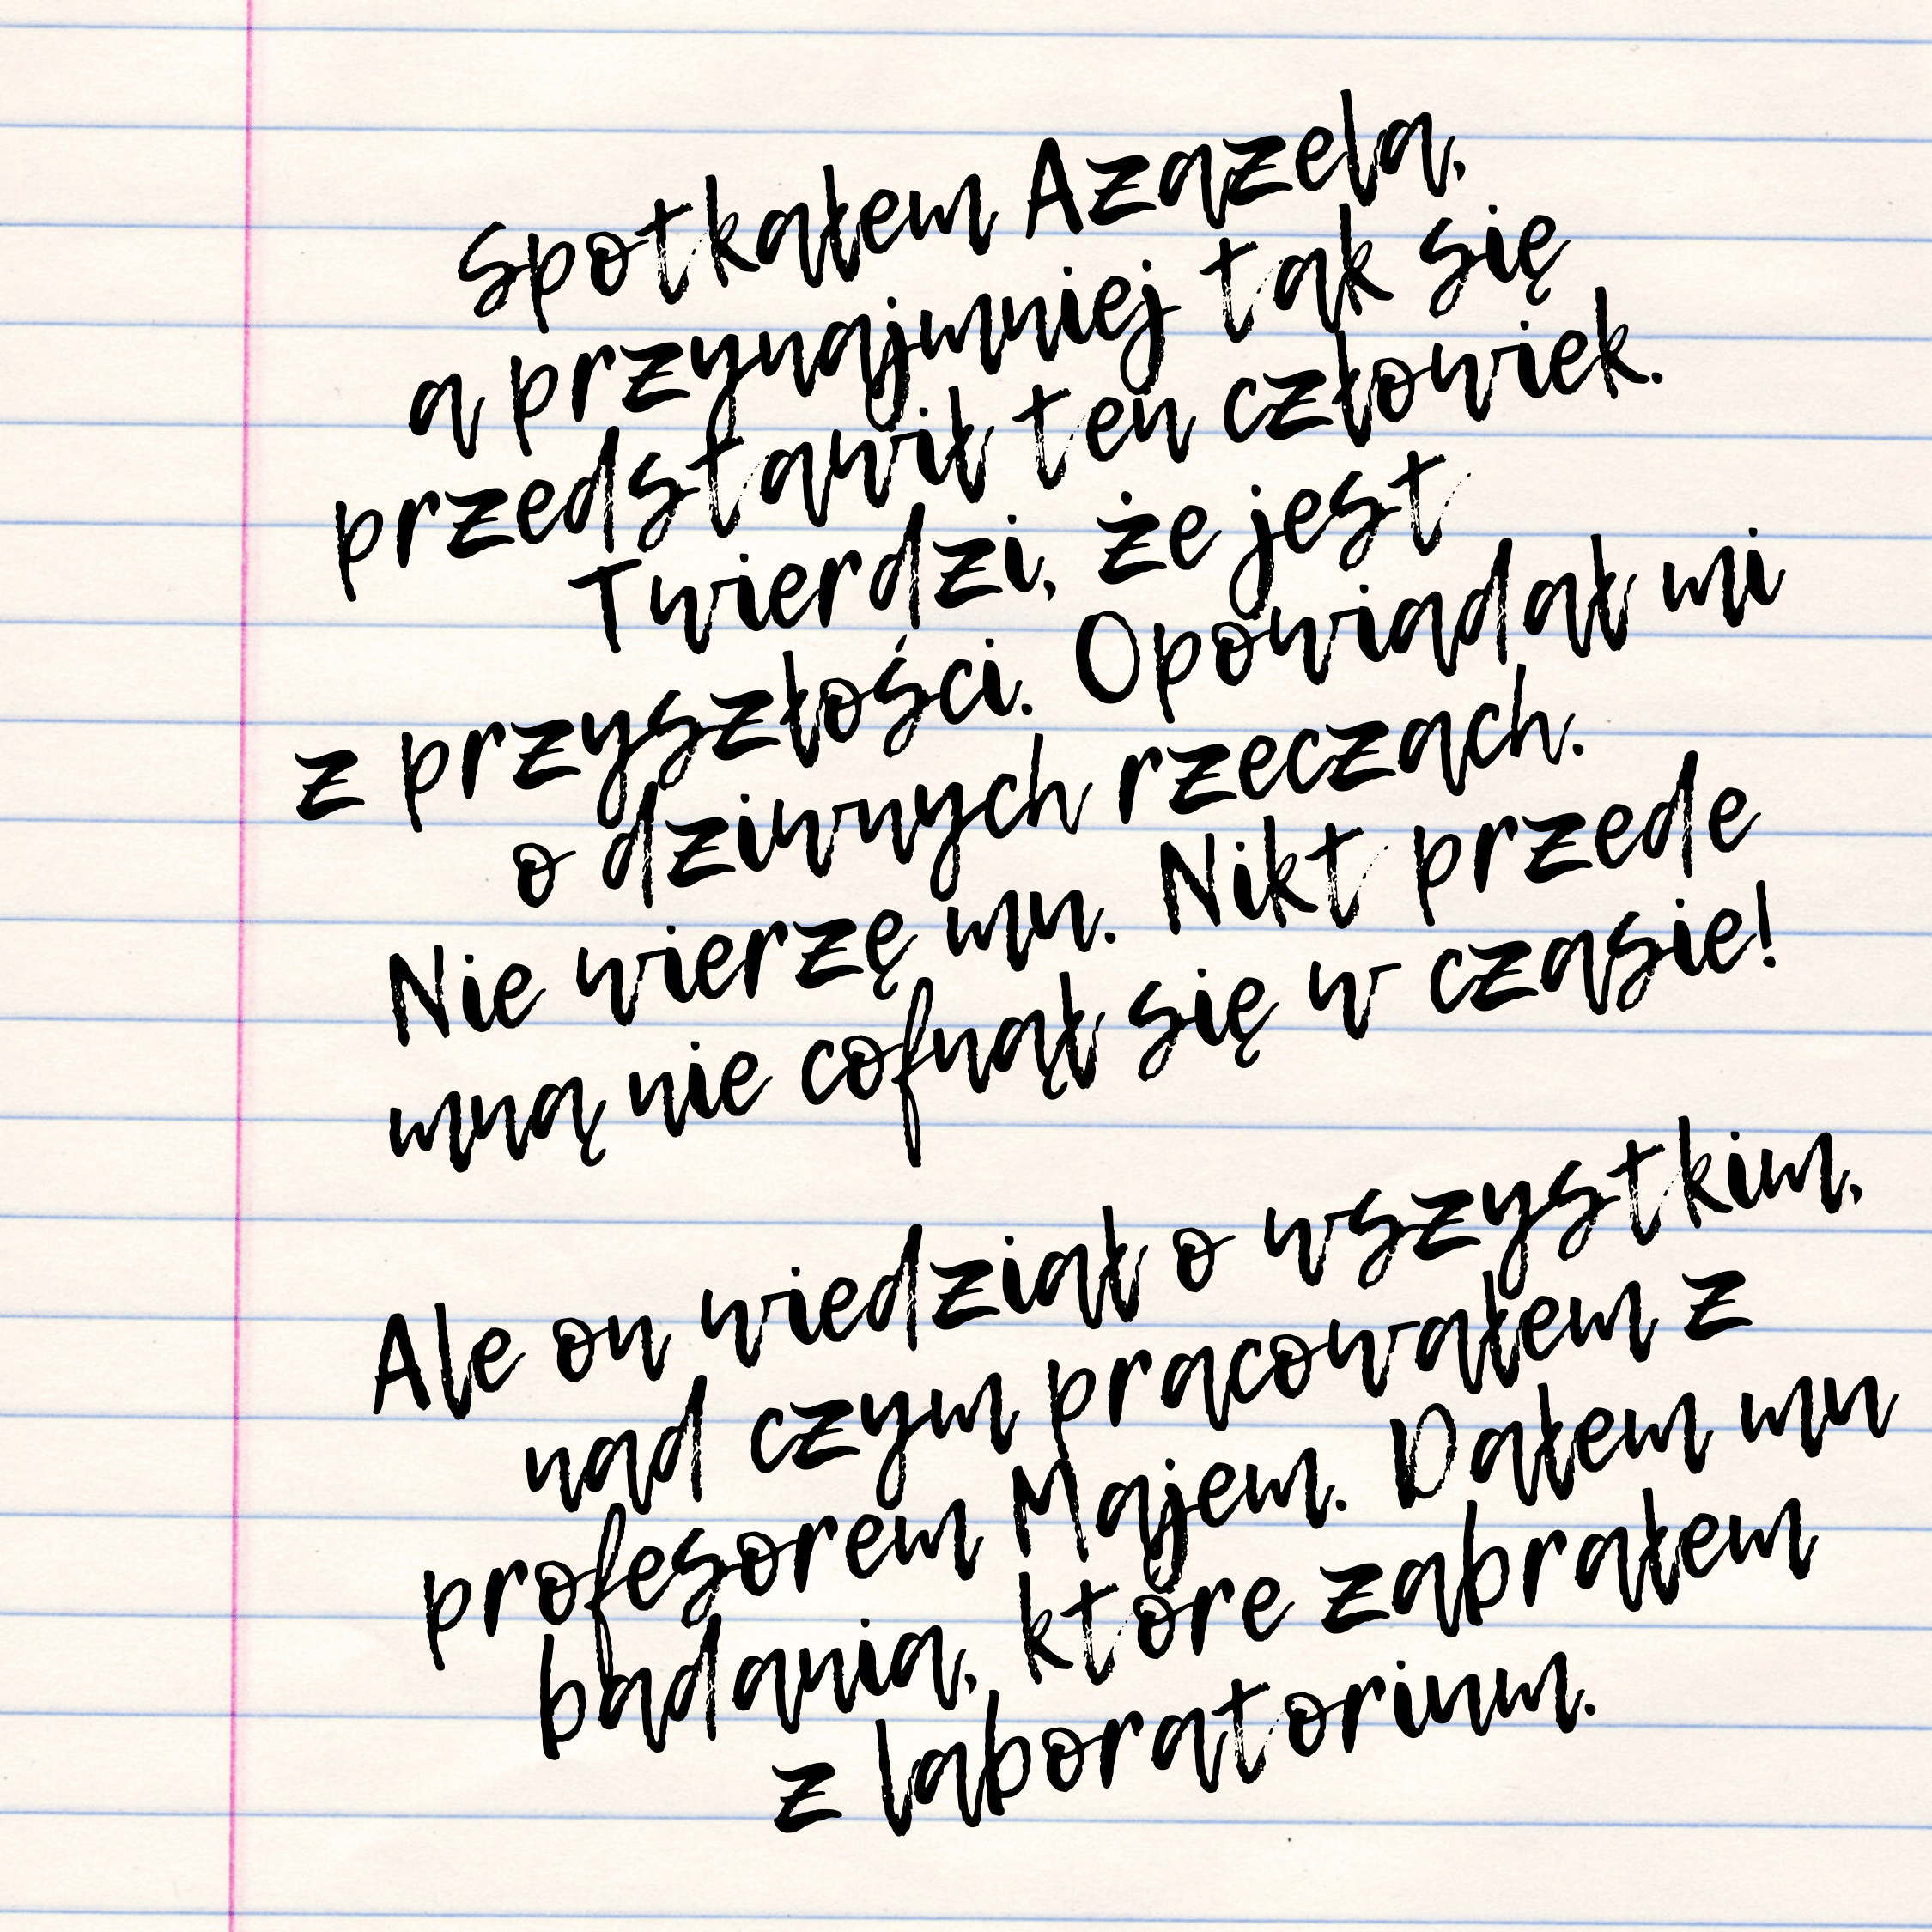 Spotkałem Azazela,
a przynajmniej tak się
przedstawił ten człowiek.
Twierdzi, że jest
z przyszłości. Opowiadał mi
o dziwnych rzeczach.
Nie wierzę mu. Nikt przede
mną nie cofnął się w czasie!
Ale on wiedział o wszystkim,
nad czym pracowałem z
profesorem Majem. Dałem mu
badania, które zabrałem
z laboratorium.